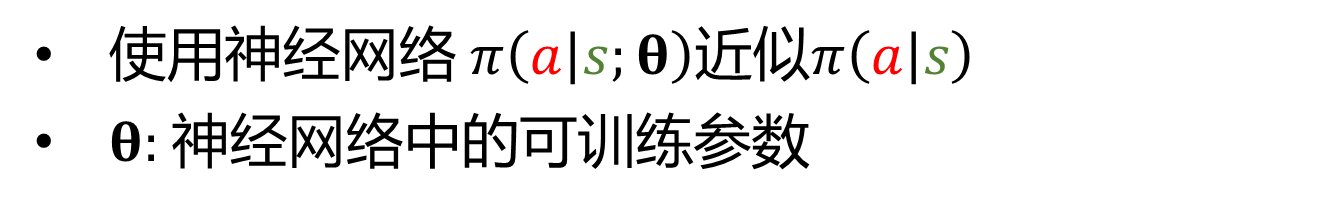 • 使用神经网络 π(a|s; θ)近似π(a|s)
• θ: 神经网络中的可训练参数